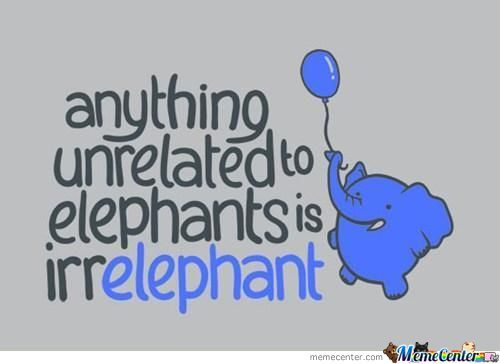 anything
unrelated to
elephants is
irrelephant
memecenter.com MemeCenter